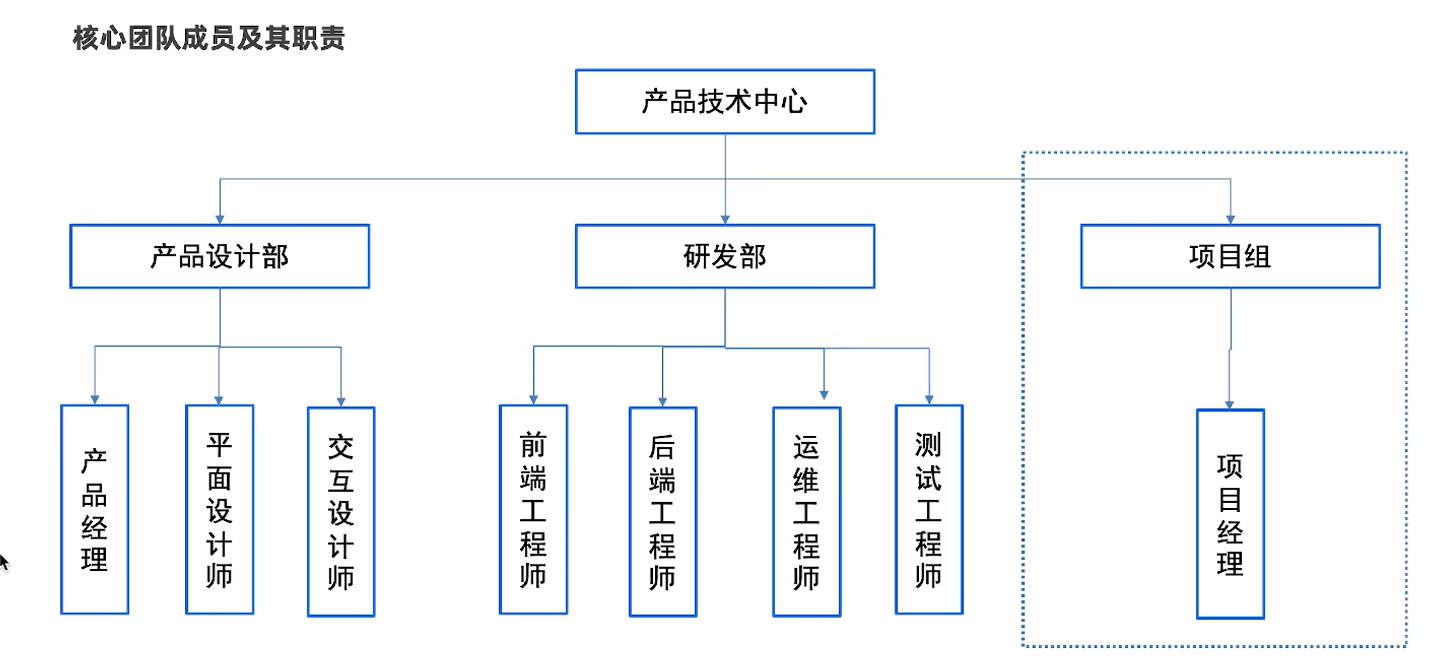 核心团队成员及其职责
产品技术中心
产品设计部
研发部
项目组
产品经理
平面设计师
交互设计师
前端工程师
后端工程师
运维工程师
测试工程师
项目经理